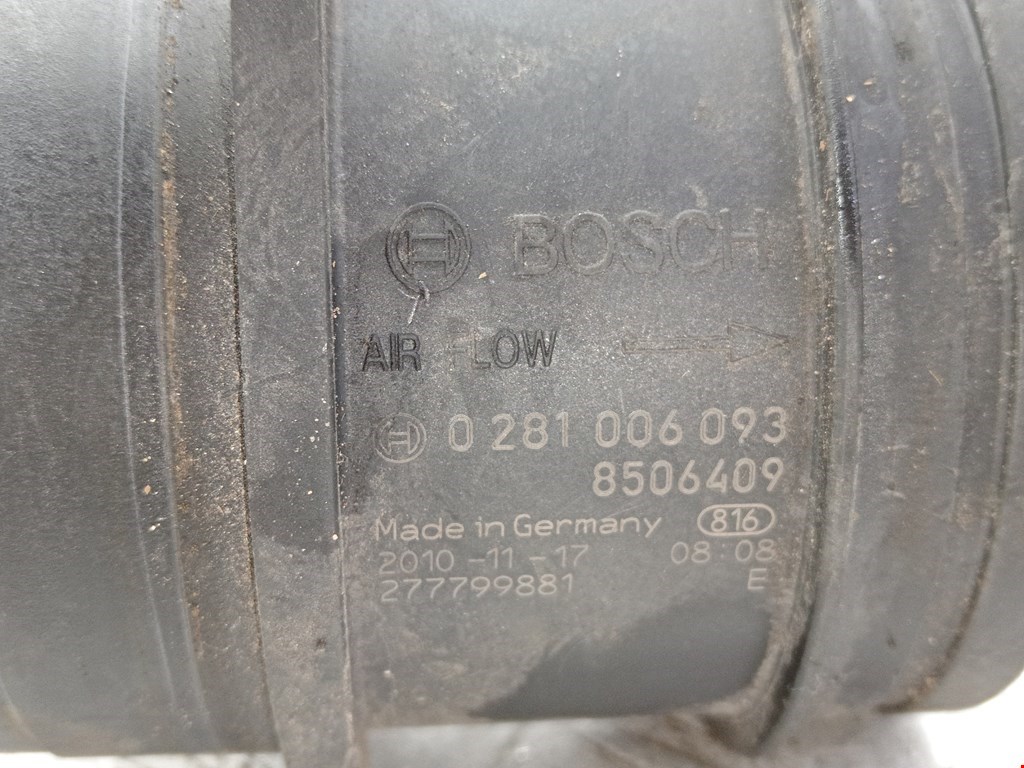 BOSCH
AIR FLOW
0 281 006 093
8506409
Made in Germany 816
2010-11-17 08:08
277799881 E